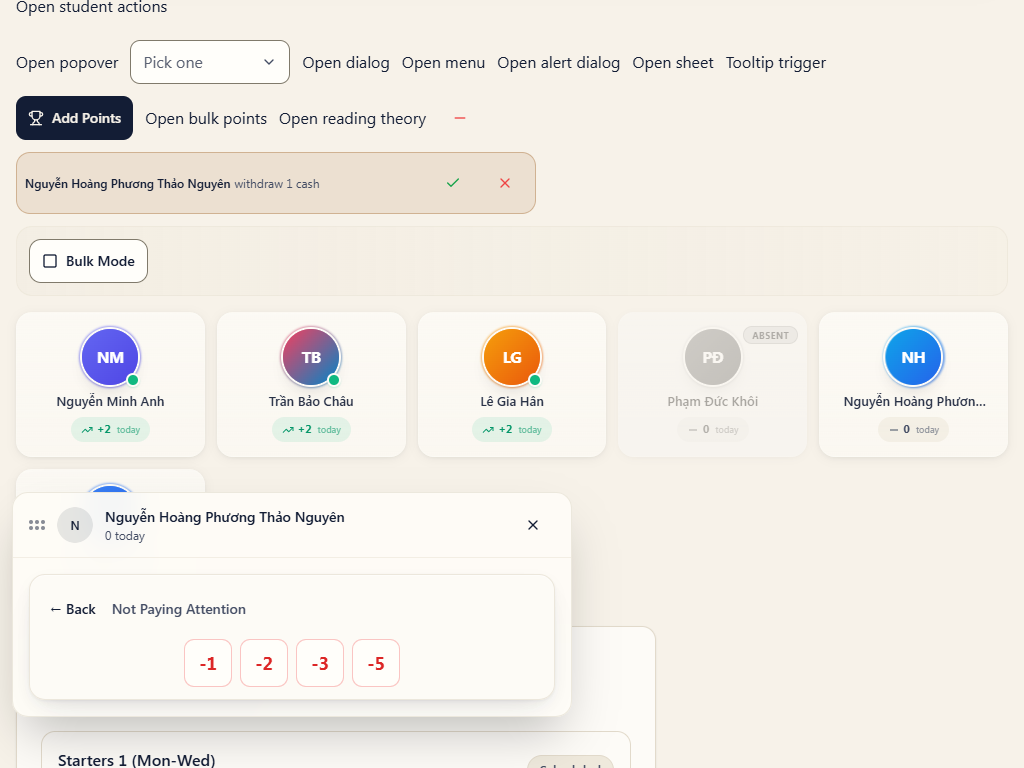 Open student actions
Open popover Pick one Open dialog Open menu Open alert dialog Open sheet Tooltip trigger
Add Points Open bulk points Open reading theory
Nguyễn Hoàng Phương Thảo Nguyên withdraw 1 cash
Bulk Mode
NM
Nguyễn Minh Anh
+2 today
TB
Trần Bảo Châu
+2 today
LG
Lê Gia Hân
+2 today
ABSENT
PĐ
Phạm Đức Khôi
0 today
NH
Nguyễn Hoàng Phươn...
0 today
N
Nguyễn Hoàng Phương Thảo Nguyên
0 today
← Back Not Paying Attention
-1 -2 -3 -5
Starters 1 (Mon-Wed)